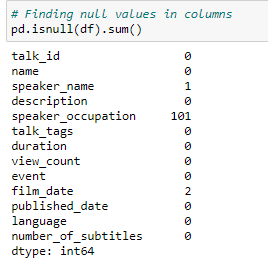 # Finding null values in columns
pd.isnull(df).sum()
talk_id 0
name 0
speaker_name 1
description 0
speaker_occupation 101
talk_tags 0
duration 0
view_count 0
event 0
film_date 2
published_date 0
language 0
number_of_subtitles 0
dtype: int64